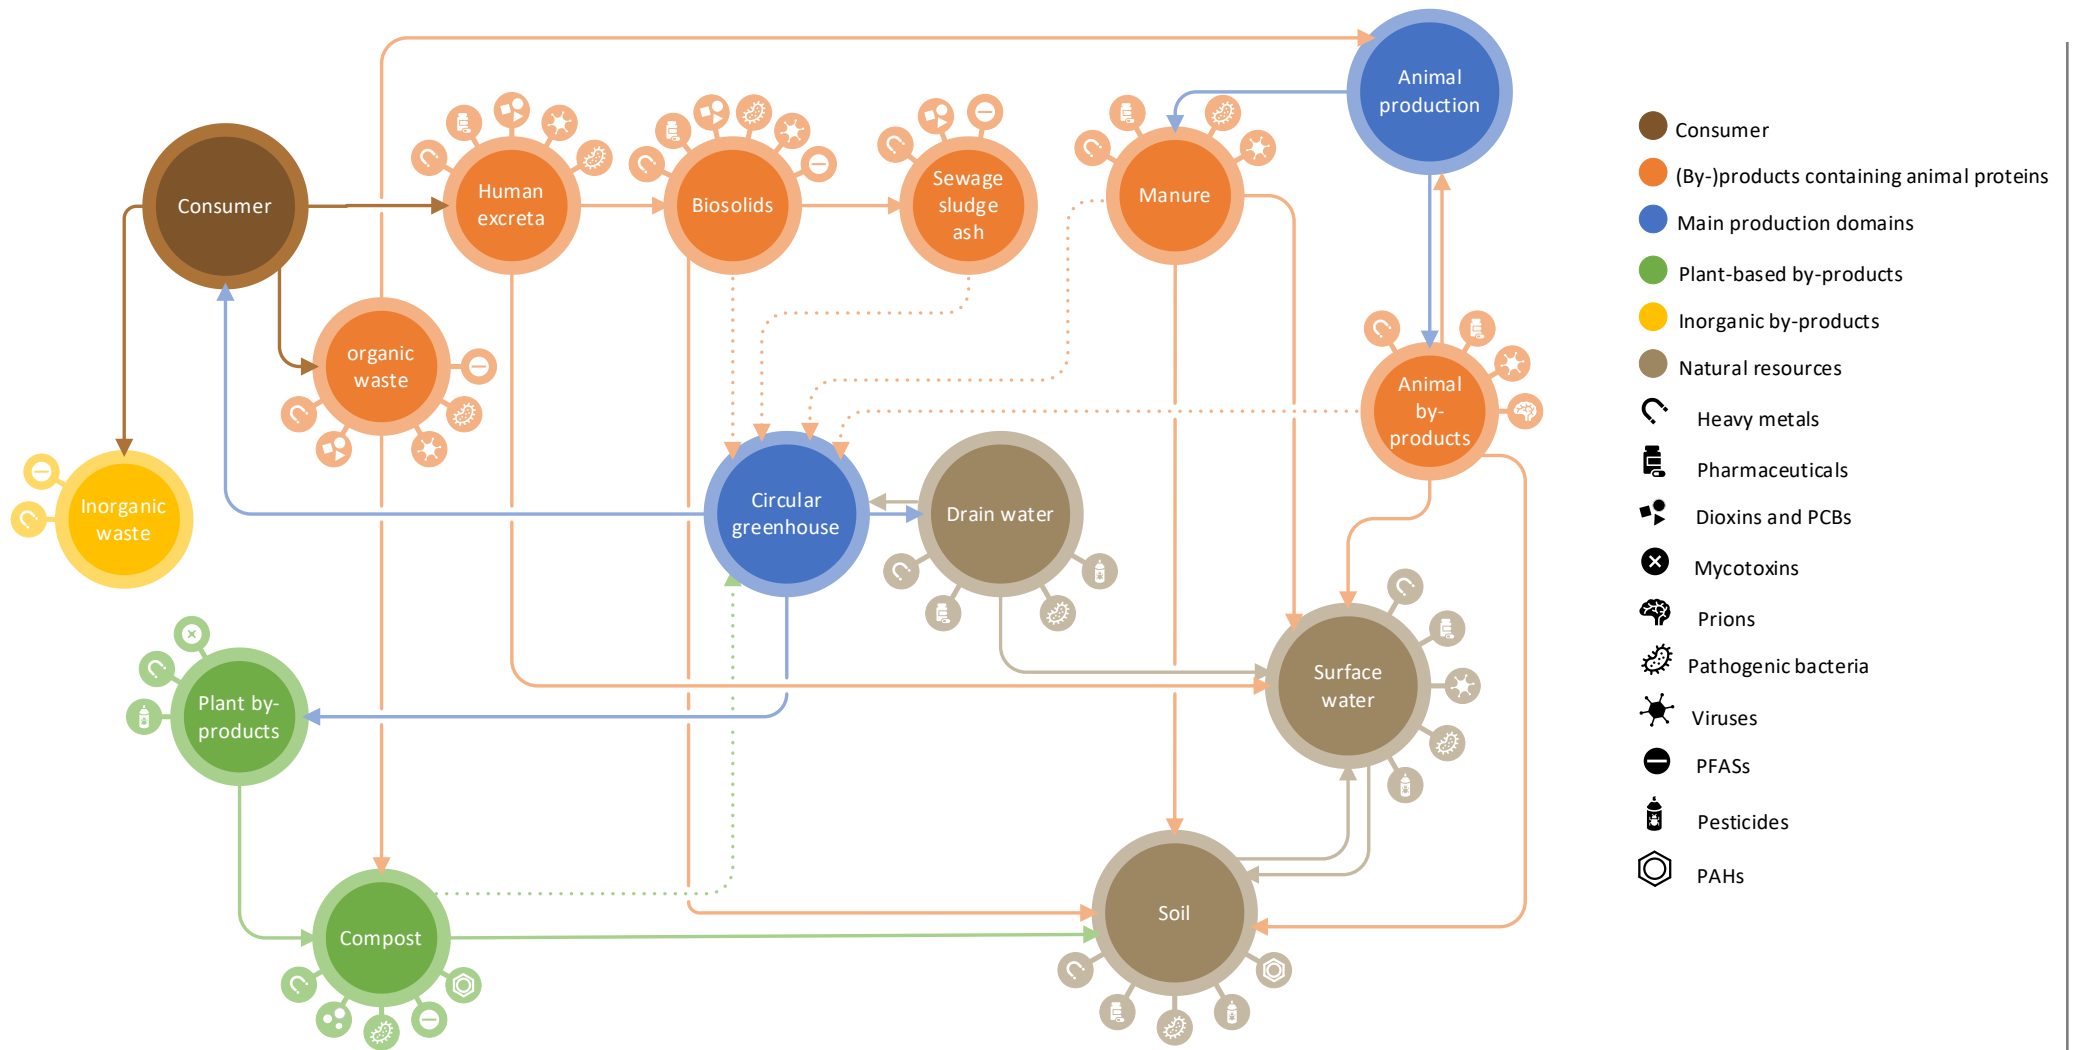 Animal
production
Consumer
Human
excreta
Biosolids
Sewage
sludge
ash
Manure
organic
waste
Animal
by-
products
Inorganic
waste
Circular
greenhouse
Drain water
Plant by-
products
Surface
water
Compost
Soil
Consumer
(By-)products containing animal proteins
Main production domains
Plant-based by-products
Inorganic by-products
Natural resources
Heavy metals
Pharmaceuticals
Dioxins and PCBs
Mycotoxins
Prions
Pathogenic bacteria
Viruses
PFASs
Pesticides
PAHs